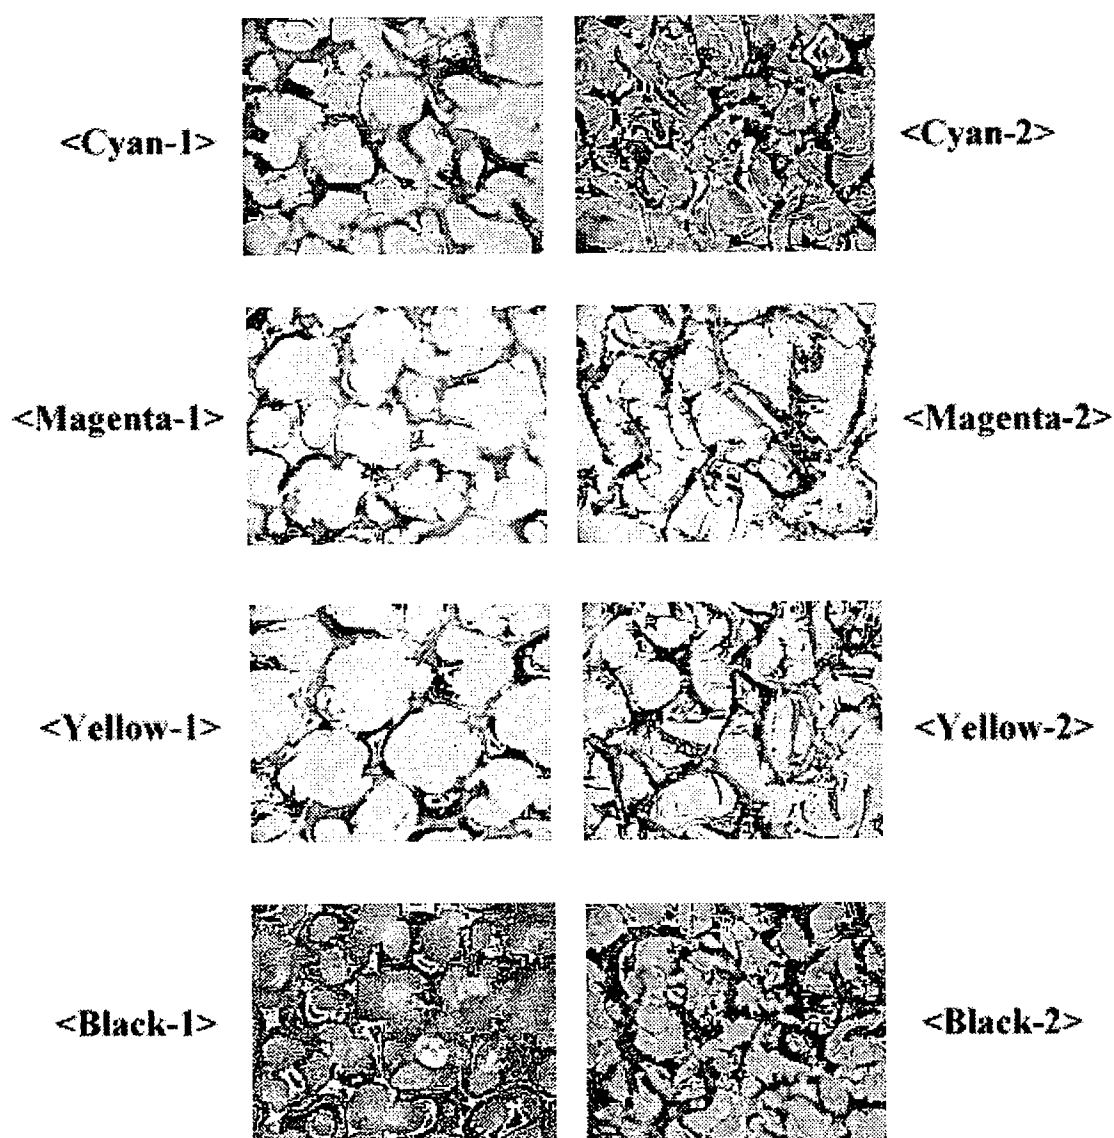 <Cyan-1>
<Cyan-2>
<Magenta-1>
<Magenta-2>
<Yellow-1>
<Yellow-2>
<Black-1>
<Black-2>